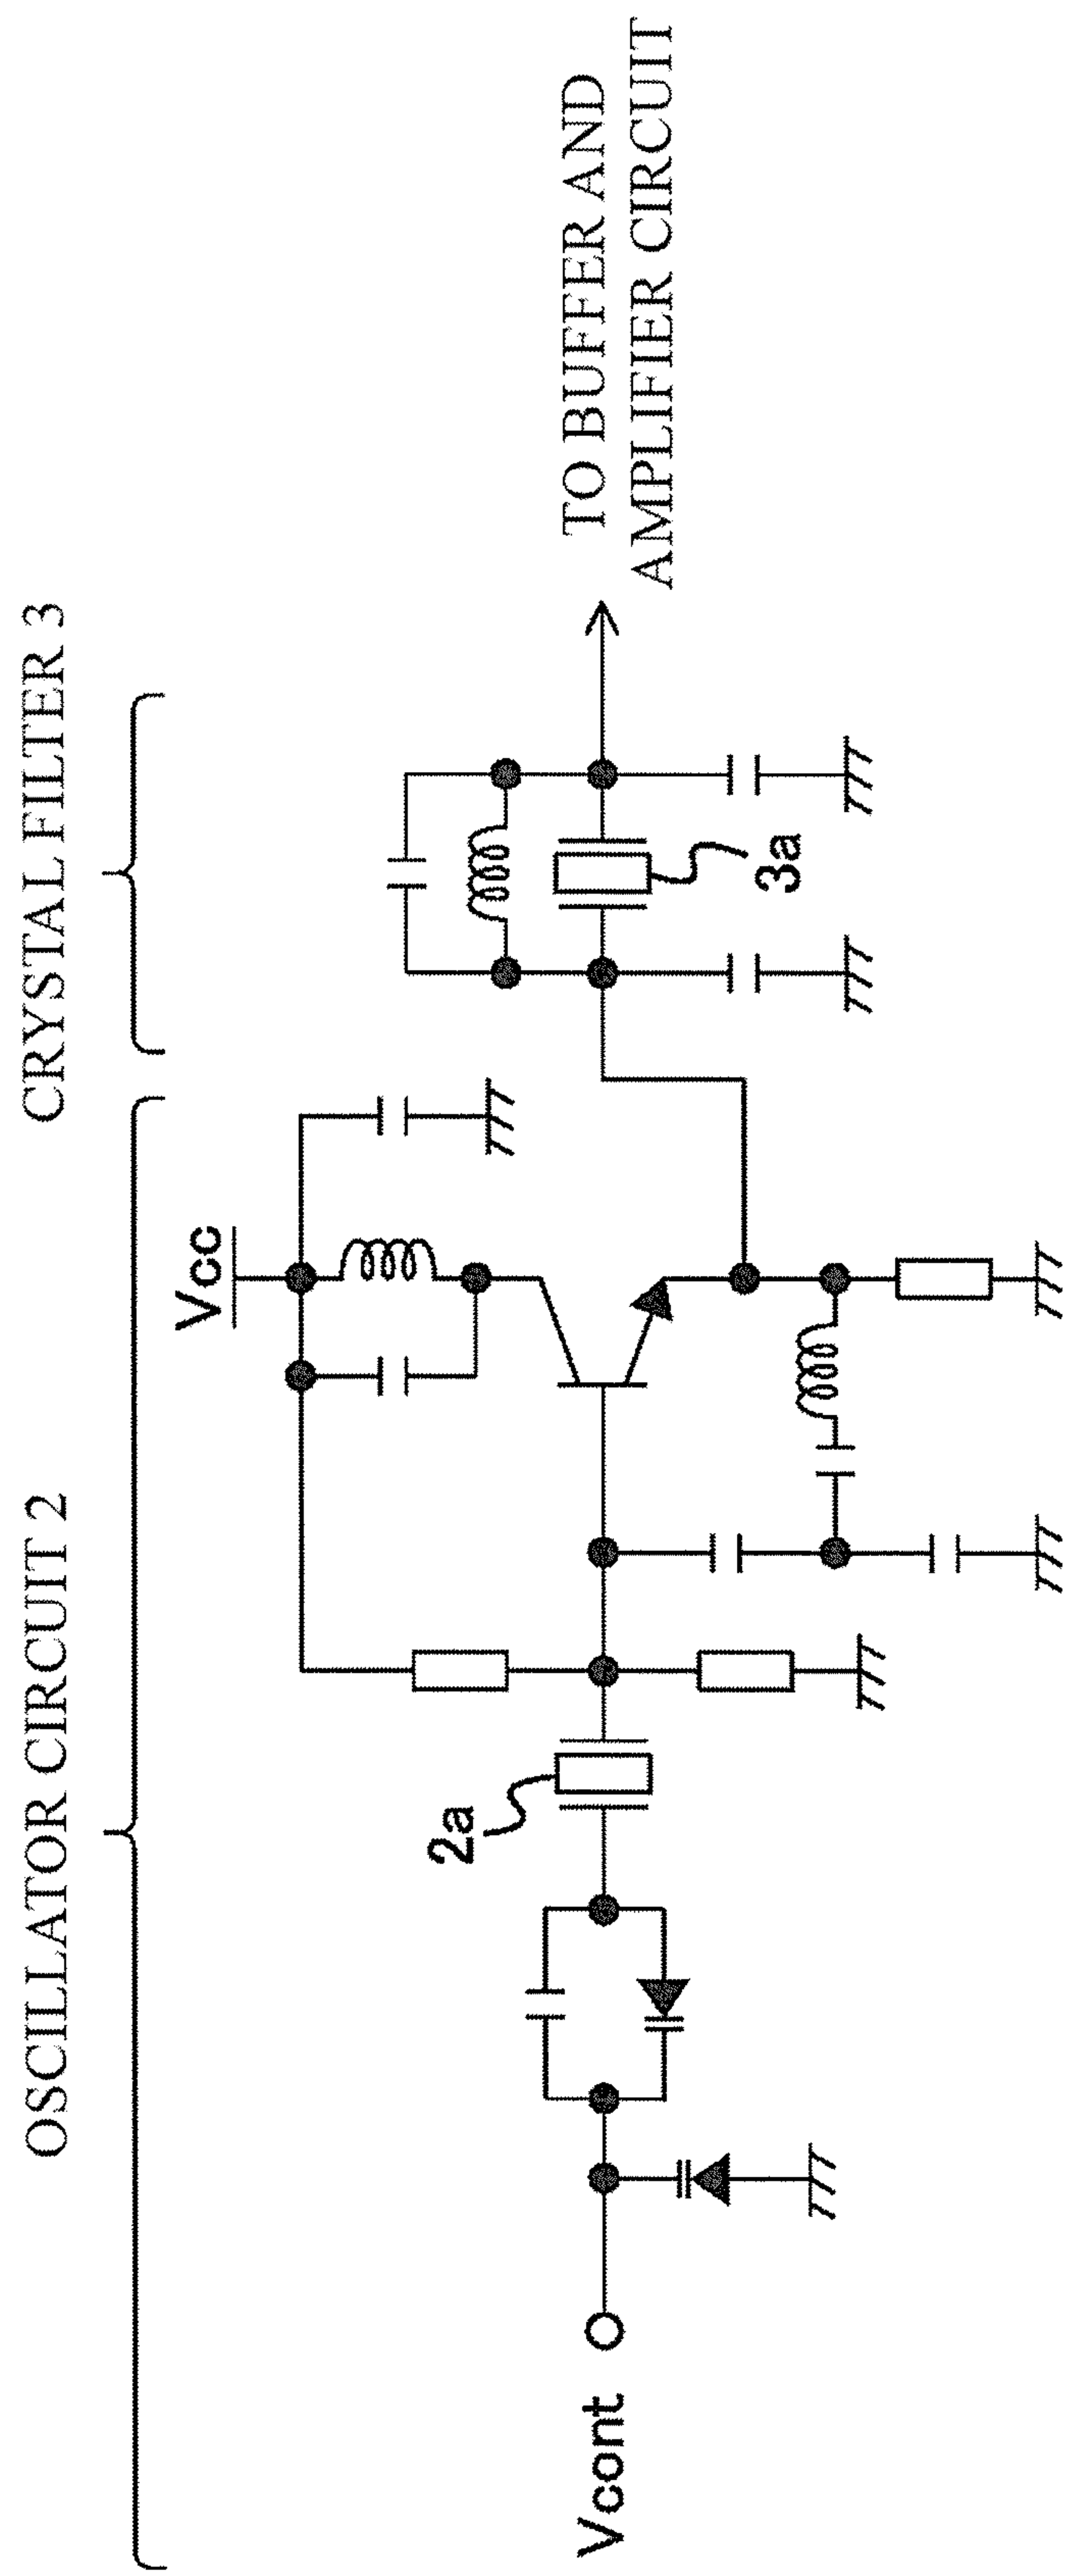 OSCILLATOR CIRCUIT 2
CRYSTAL FILTER 3
Vcc
2a
3a
Vcont
TO BUFFER AND
AMPLIFIER CIRCUIT